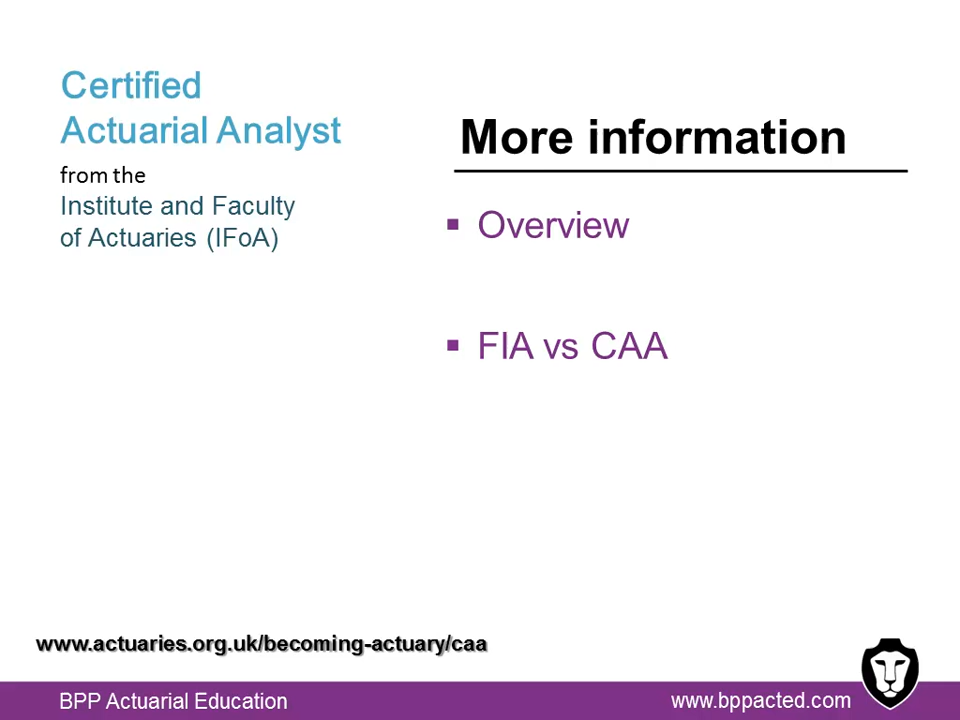 Certified
Actuarial Analyst
from the
Institute and Faculty
of Actuaries (IFoA)
More information
▪ Overview
▪ FIA vs CAA
www.actuaries.org.uk/becoming-actuary/caa
BPP Actuarial Education
www.bppacted.com